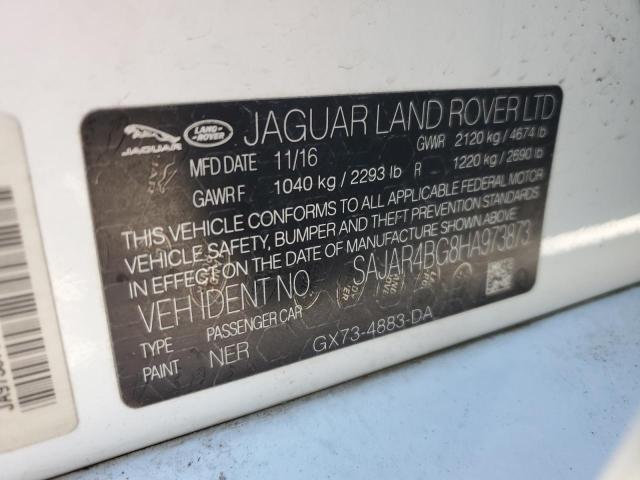 JAGUAR
LAND ROVER
JAGUAR LAND ROVER LTD
MFD DATE 11/16 GVWR 2120 kg / 4674 lb
GAWR F 1040 kg / 2293 lb R 1220 kg / 2690 lb
THIS VEHICLE CONFORMS TO ALL APPLICABLE FEDERAL MOTOR
VEHICLE SAFETY, BUMPER AND THEFT PREVENTION STANDARDS
IN EFFECT ON THE DATE OF MANUFACTURE SHOWN ABOVE
VEH IDENT NO SAJAR4BG8HA973873
TYPE PASSENGER CAR
PAINT NER GX73-4883-DA